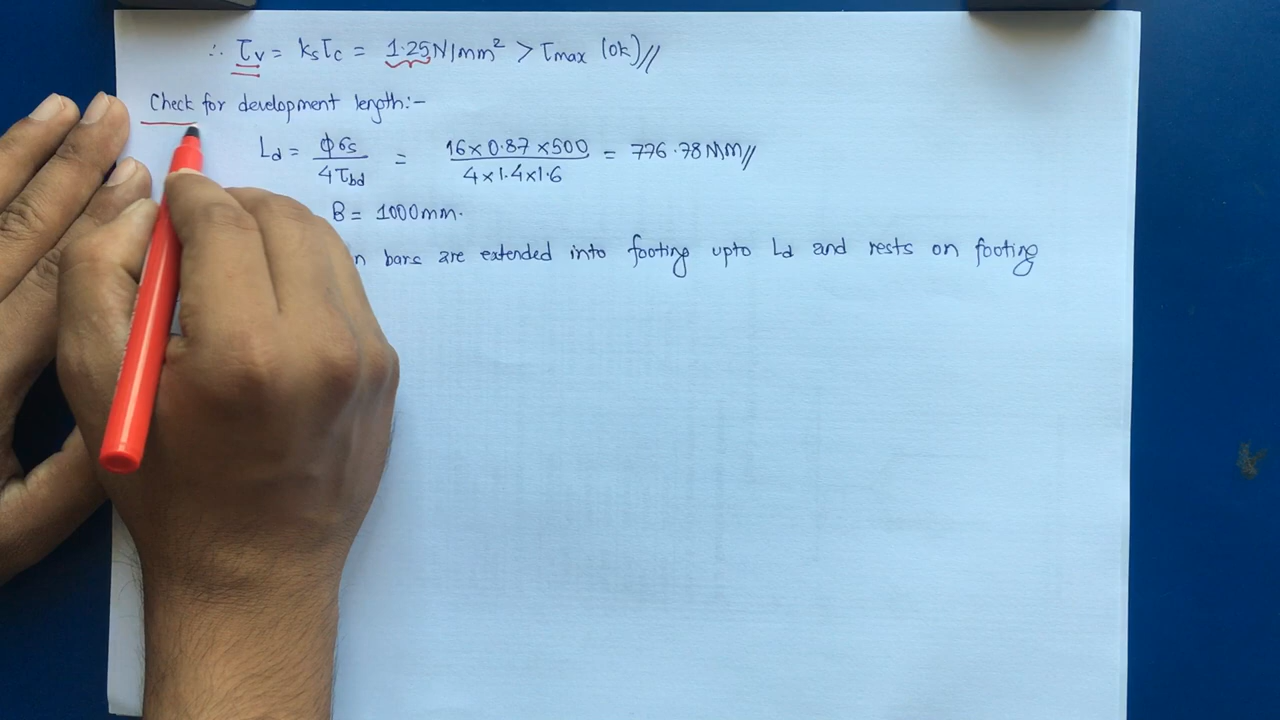 ∴ τv = ksτc = 1.25N/mm² > τmax (ok)//
Check for development length:-
Ld = ϕσs / 4τbd = 16×0.87×500 / 4×1.4×1.6 = 776.78MM//
B = 1000mm.
bars are extended into footing upto Ld and rests on footing